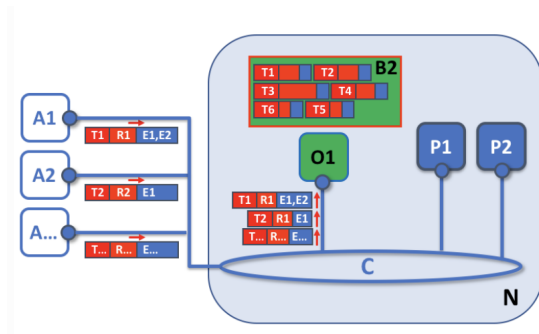 B2
T1 T2
T3 T4
T6 T5
A1
T1 R1 E1,E2
A2
T2 R2 E1
A...
T... R... E...
O1
T1 R1 E1,E2
T2 R1 E1
T... R... E...
P1
P2
C
N